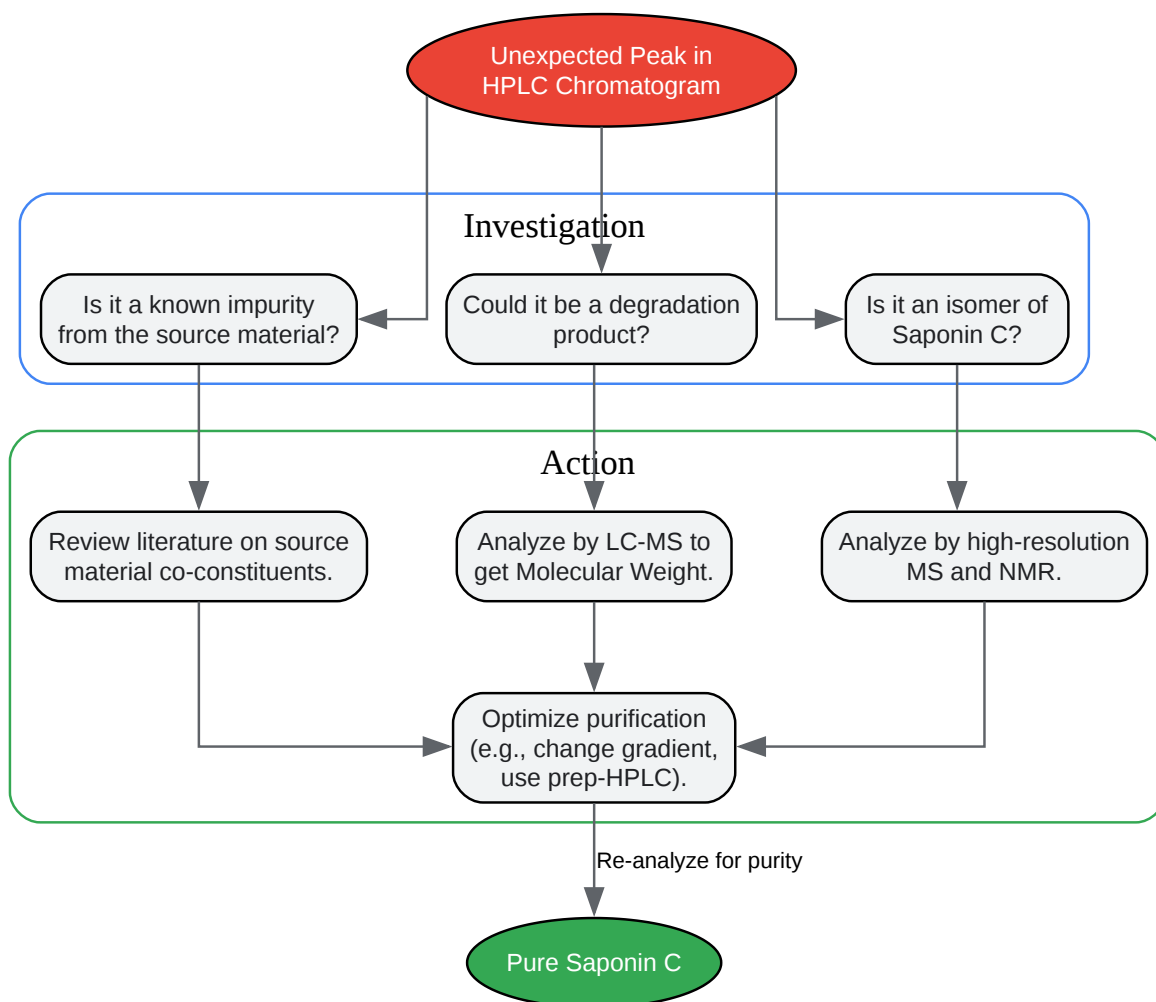 Unexpected Peak in
HPLC Chromatogram
Investigation
Is it a known impurity
from the source material?
Could it be a degradation
product?
Is it an isomer of
Saponin C?
Action
Review literature on source
material co-constituents.
Analyze by LC-MS to
get Molecular Weight.
Analyze by high-resolution
MS and NMR.
Optimize purification
(e.g., change gradient,
use prep-HPLC).
Re-analyze for purity
Pure Saponin C